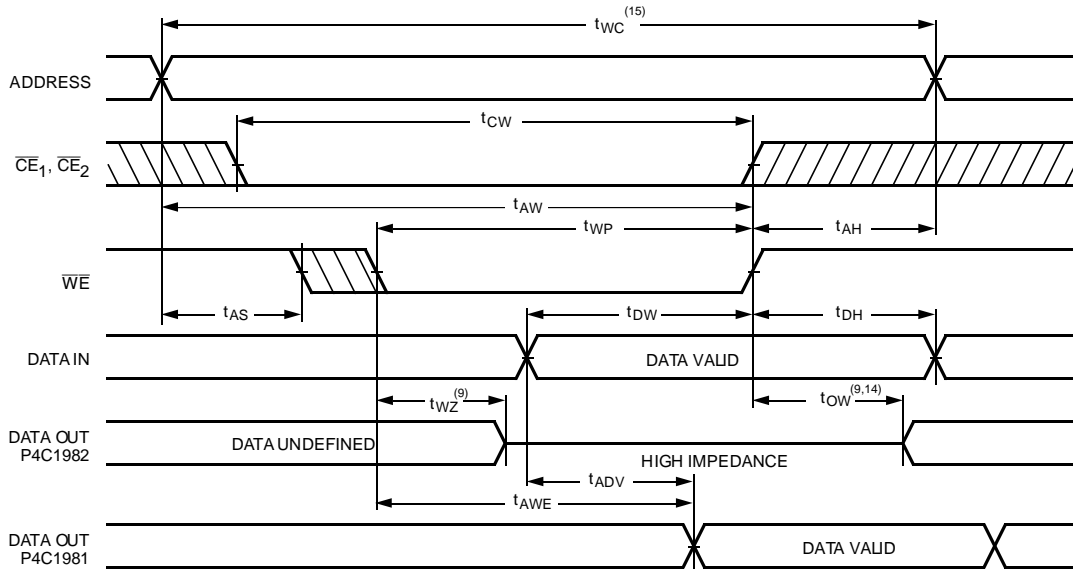 tWC(15)
ADDRESS
tCW
CE1, CE2
tAW
tWP
tAH
WE
tAS
tDW
tDH
DATA IN
DATA VALID
tWZ(9)
tOW(9,14)
DATA OUT
P4C1982
DATA UNDEFINED
HIGH IMPEDANCE
tADV
tAWE
DATA OUT
P4C1981
DATA VALID